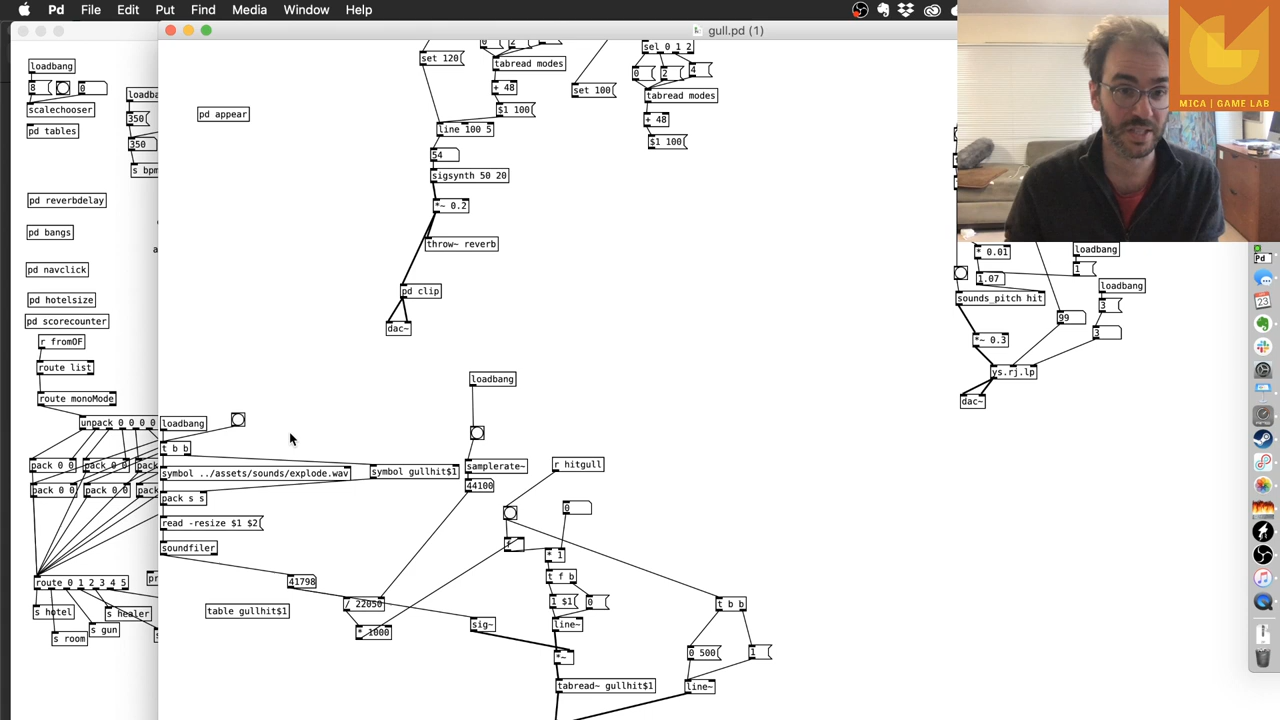 Pd File Edit Put Find Media Window Help
gull.pd (1)
MICA | GAME LAB
loadbang
8
0
scalechooser
pd tables
350
350
s bpm
pd reverbdelay
pd bangs
pd navclick
pd hotelsize
pd scorecounter
r fromOF
route list
route monoMode
unpack 0 0 0 0
pack 0 0
pack 0 0
pack
pack 0 0
pack 0 0
pack
route 0 1 2 3 4 5
s hotel
s healer
s gun
s room
pd appear
set 120
tabread modes
+ 48
$1 100
line 100 5
54
sigsynth 50 20
*~ 0.2
throw~ reverb
pd clip
dac~
set 100
sel 0 1 2
0
2
4
tabread modes
+ 48
$1 100
loadbang
t b b
symbol ../assets/sounds/explode.wav
symbol gullhit$1
pack s s
read -resize $1 $2
soundfiler
41798
table gullhit$1
/ 22050
* 1000
loadbang
samplerate~
44100
r hitgull
0
f
* 1
t f b
1 $1
0
line~
sig~
*~
tabread~ gullhit$1
t b b
0 500
1
line~
* 0.01
1.07
loadbang
1
sounds_pitch hit
loadbang
3
99
3
*~ 0.3
ys.rj.lp
dac~
Pd
23